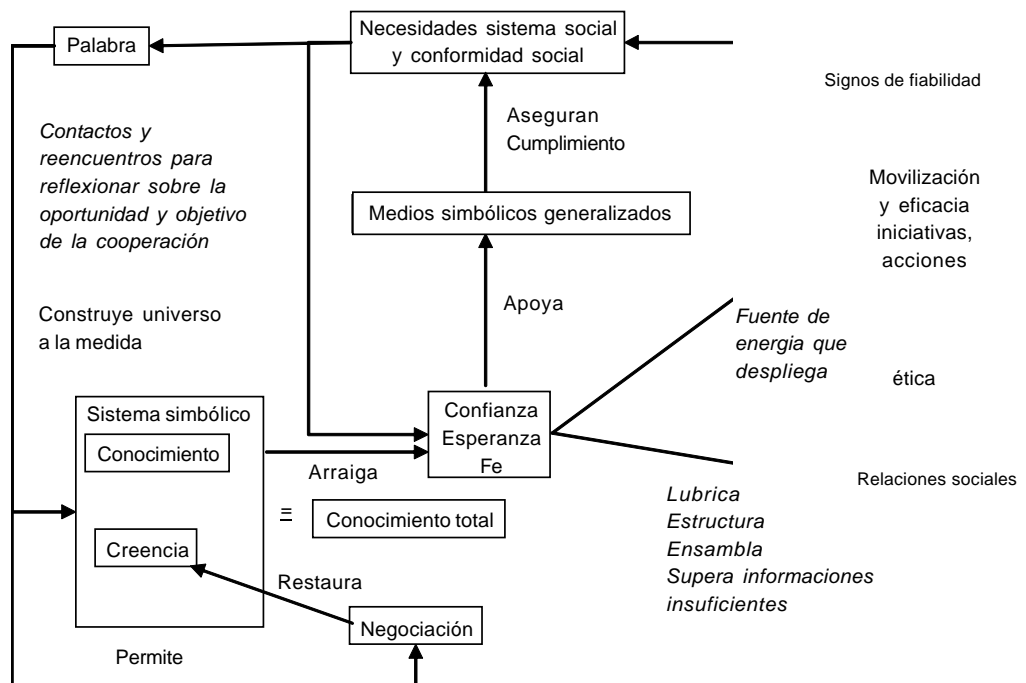 Palabra
Necesidades sistema social
y conformidad social
Signos de fiabilidad
Contactos y
reencuentros para
reflexionar sobre la
oportunidad y objetivo
de la cooperación
Aseguran
Cumplimiento
Movilización
y eficacia
iniciativas,
acciones
Medios simbólicos generalizados
Construye universo
a la medida
Apoya
Fuente de
energia que
despliega
ética
Sistema simbólico
Conocimiento
Confianza
Esperanza
Fe
Arraiga
Relaciones sociales
=
Conocimiento total
Lubrica
Estructura
Ensambla
Supera informaciones
insuficientes
Creencia
Restaura
Negociación
Permite